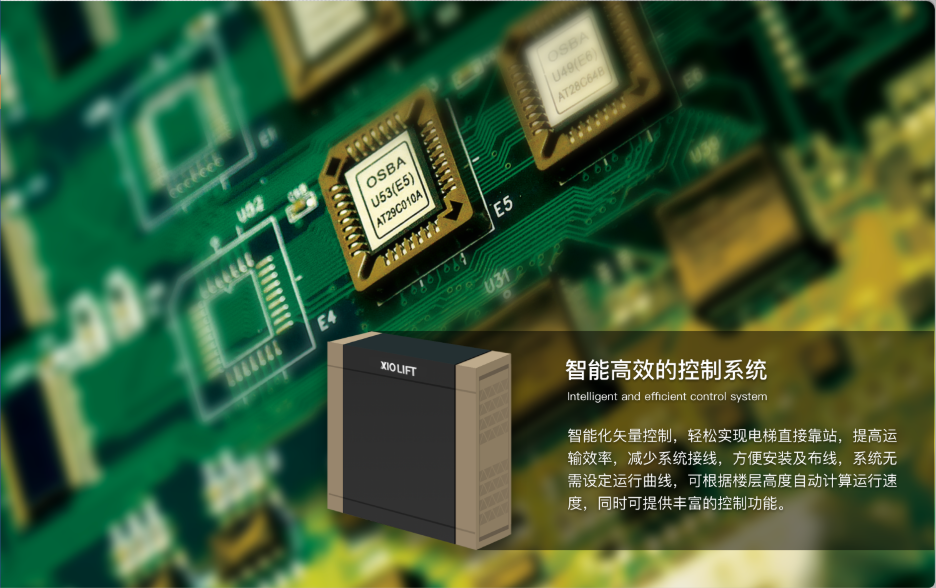 OSBA
U49(E6)
AT28C64B
E6
OSBA
U53(E5)
AT29C010A
E5
U52
U31
E4
XIOLIFT
智能高效的控制系统
Intelligent and efficient control system
智能化矢量控制，轻松实现电梯直接靠站，提高运
输效率，减少系统接线，方便安装及布线，系统无
需设定运行曲线，可根据楼层高度自动计算运行速
度，同时可提供丰富的控制功能。